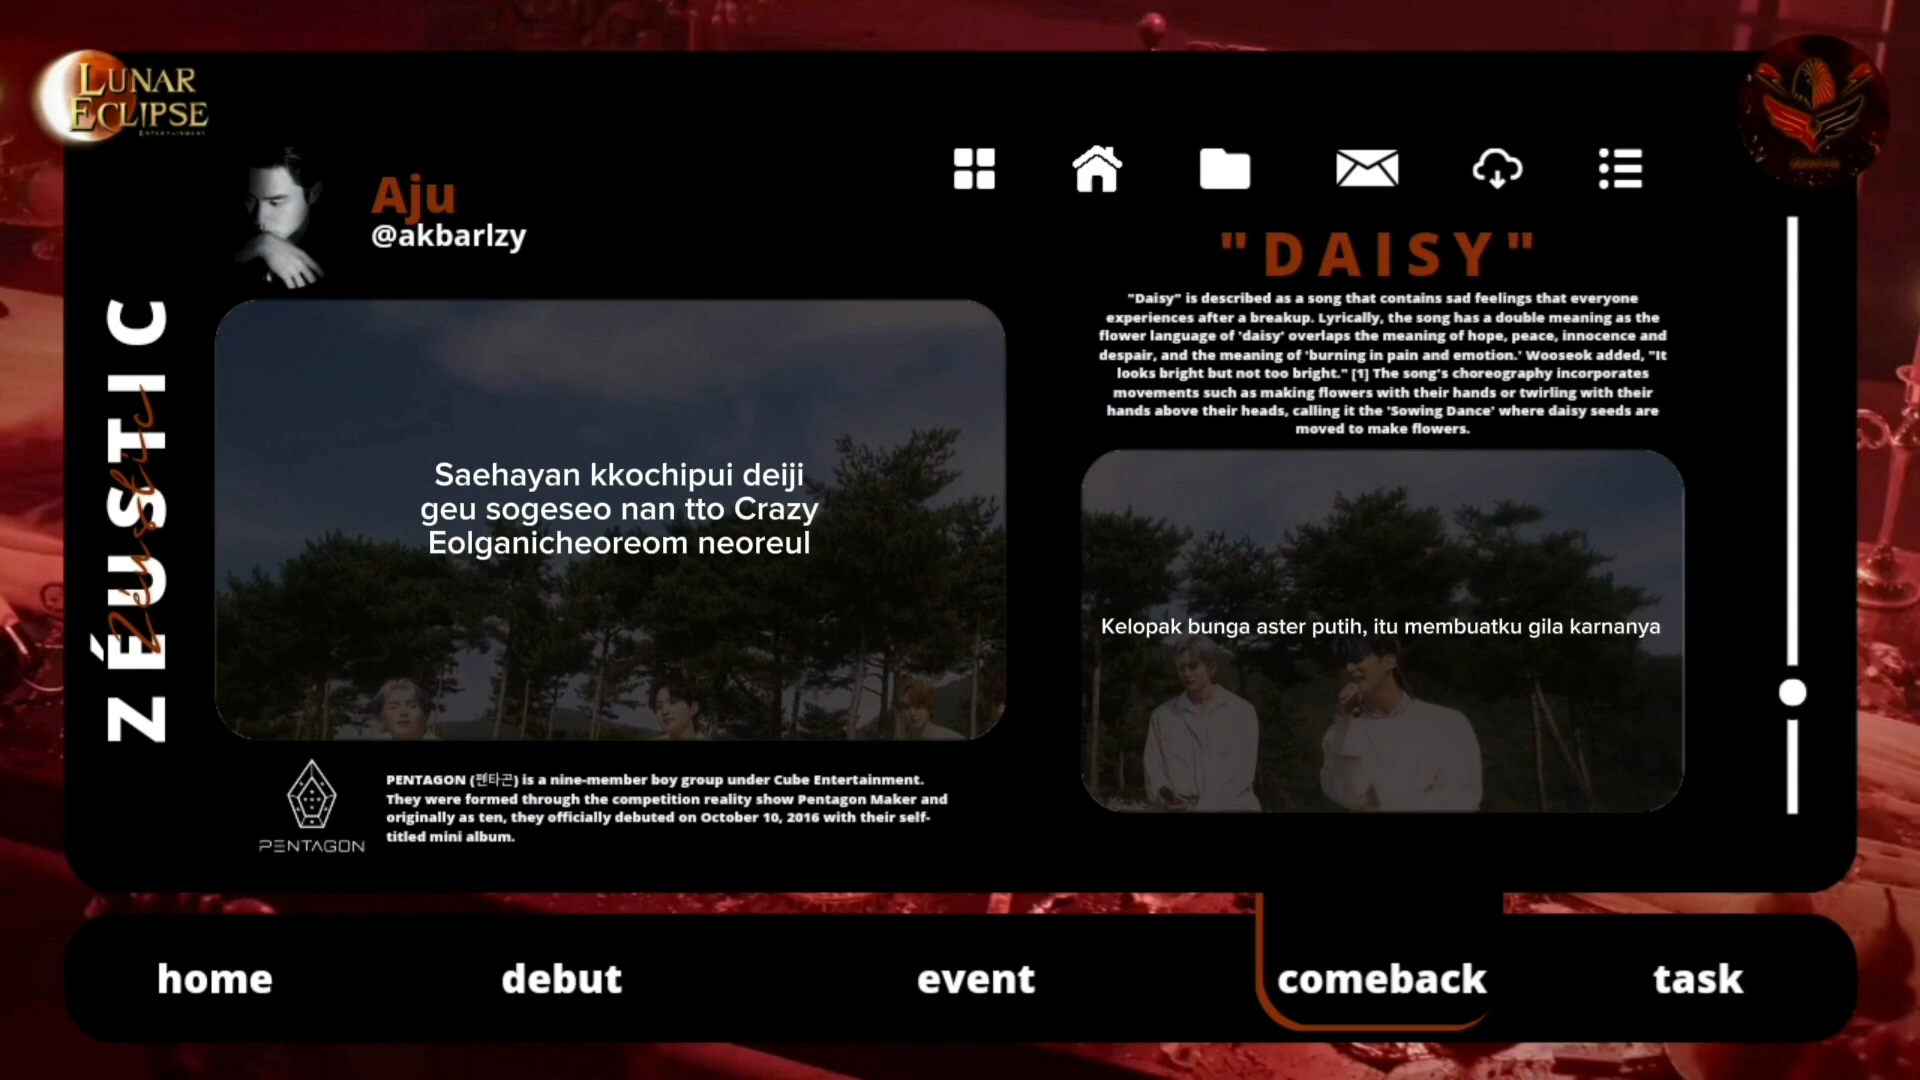 LUNAR
ECLIPSE
ENTERTAINMENT
Aju
@akbarlzy
ZÉUSTIC
Zéustic
Saehayan kkochipui deiji
geu sogeseo nan tto Crazy
Eolganicheoreom neoreul
PENTAGON
PENTAGON (펜타곤) is a nine-member boy group under Cube Entertainment.
They were formed through the competition reality show Pentagon Maker and
originally as ten, they officially debuted on October 10, 2016 with their self-
titled mini album.
"DAISY"
"Daisy" is described as a song that contains sad feelings that everyone
experiences after a breakup. Lyrically, the song has a double meaning as the
flower language of 'daisy' overlaps the meaning of hope, peace, innocence and
despair, and the meaning of 'burning in pain and emotion.' Wooseok added, "It
looks bright but not too bright." [1] The song's choreography incorporates
movements such as making flowers with their hands or twirling with their
hands above their heads, calling it the 'Sowing Dance' where daisy seeds are
moved to make flowers.
Kelopak bunga aster putih, itu membuatku gila karnanya
home
debut
event
comeback
task